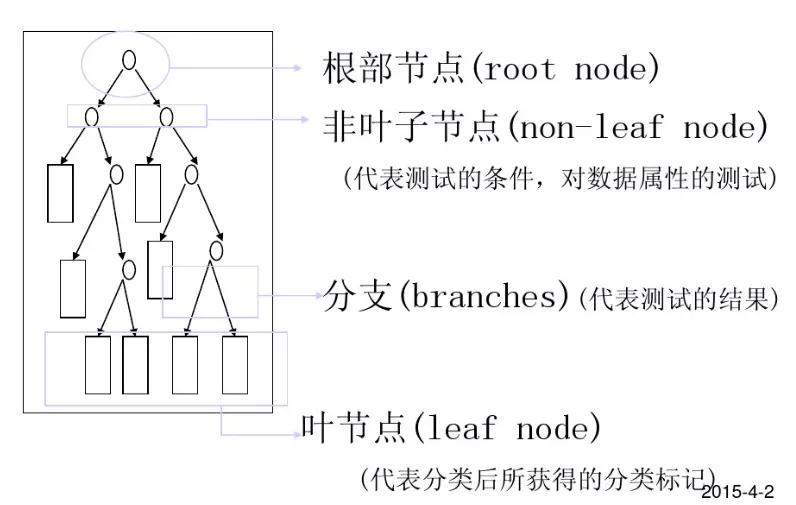 根部节点(root node)
非叶子节点(non-leaf node)
(代表测试的条件，对数据属性的测试)
分支(branches)(代表测试的结果)
叶节点(leaf node)
(代表分类后所获得的分类标记)
2015-4-2